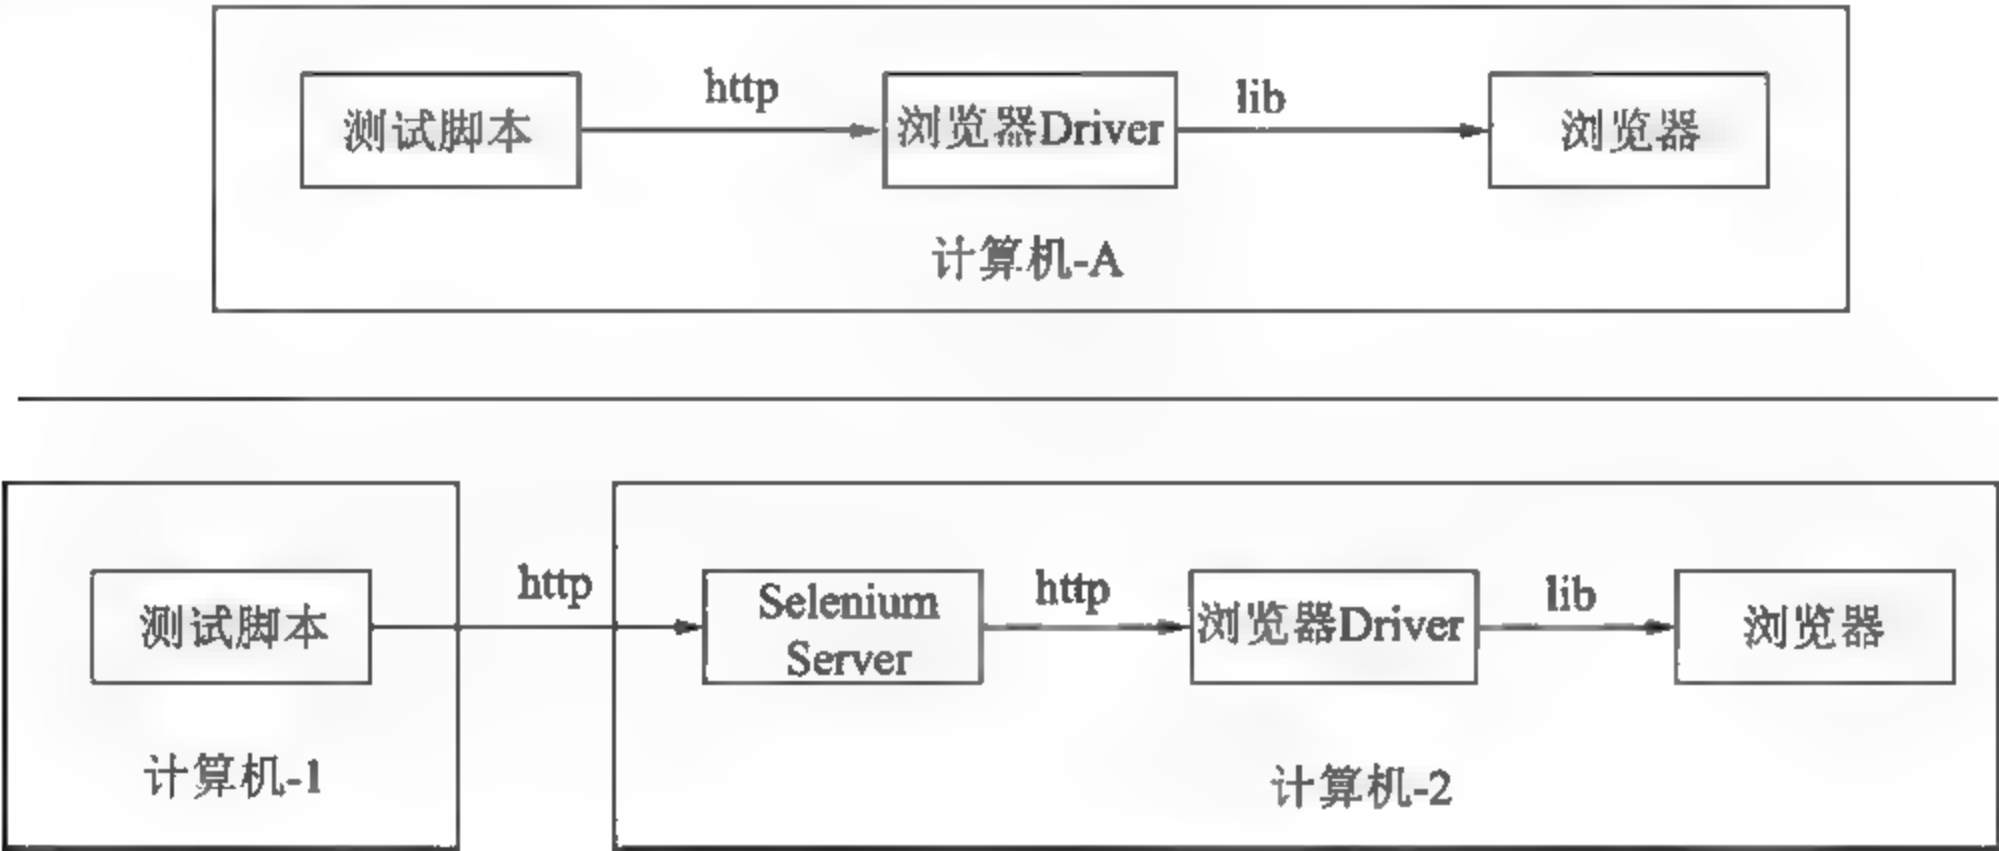 http
lib
测试脚本
浏览器Driver
浏览器
计算机-A
http
http
lib
测试脚本
Selenium
Server
浏览器Driver
浏览器
计算机-1
计算机-2